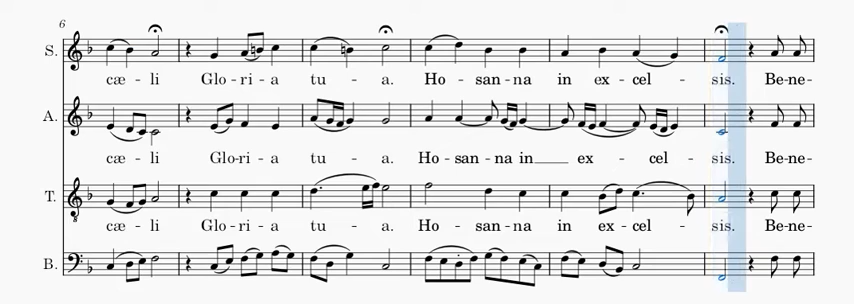 6
S.
cæ - li Glo - ri - a tu - a. Ho - san - na in ex - cel - sis. Be - ne -
A.
cæ - li Glo - ri - a tu - a. Ho - san - na in ex - cel - sis. Be - ne -
T.
cæ - li Glo - ri - a tu - a. Ho - san - na in ex - cel - sis. Be - ne -
B.